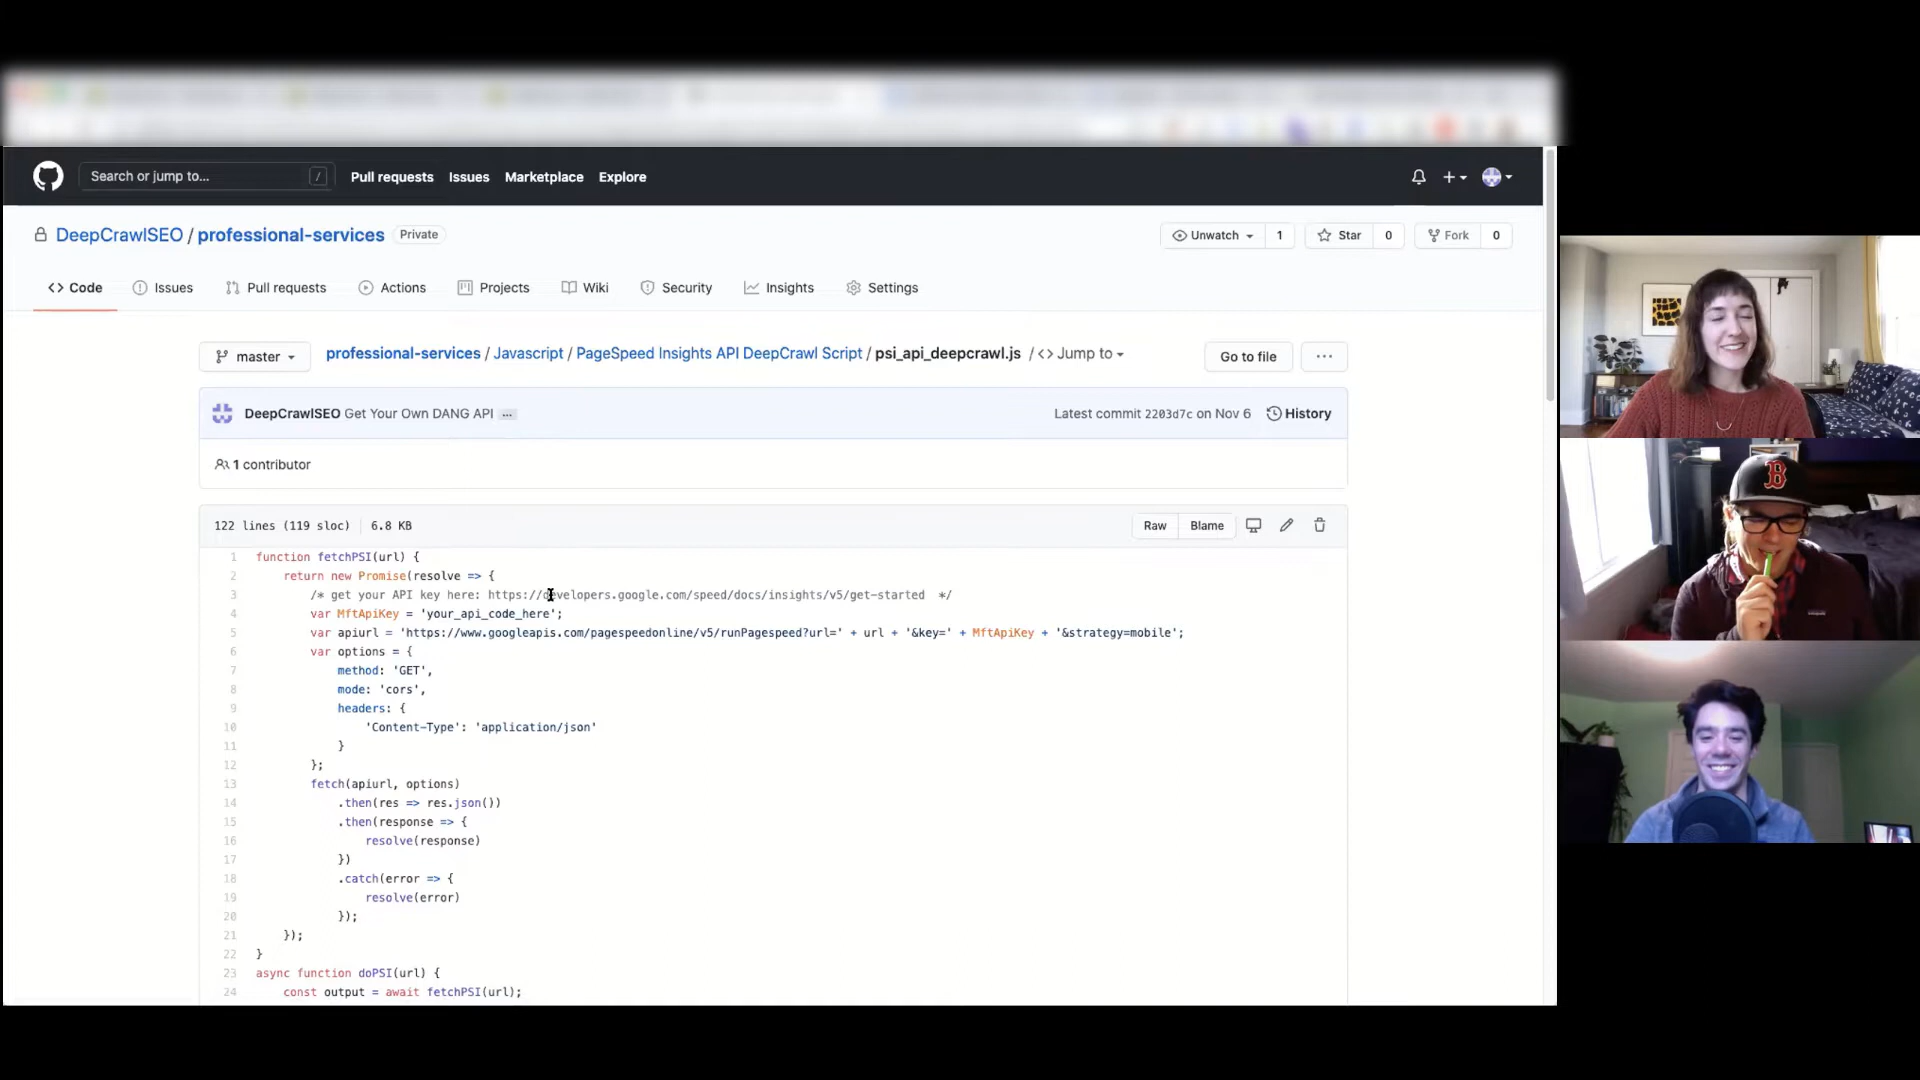 Search or jump to... / Pull requests Issues Marketplace Explore
DeepCrawlSEO / professional-services Private Unwatch 1 Star 0 Fork 0
Code Issues Pull requests Actions Projects Wiki Security Insights Settings
master professional-services / Javascript / PageSpeed Insights API DeepCrawl Script / psi_api_deepcrawl.js / <> Jump to Go to file ...
DeepCrawlSEO Get Your Own DANG API ... Latest commit 2203d7c on Nov 6 History
1 contributor
122 lines (119 sloc) 6.8 KB Raw Blame
1 function fetchPSI(url) {
2 return new Promise(resolve => {
3 /* get your API key here: https://developers.google.com/speed/docs/insights/v5/get-started */
4 var MftApiKey = 'your_api_code_here';
5 var apiurl = 'https://www.googleapis.com/pagespeedonline/v5/runPagespeed?url=' + url + '&key=' + MftApiKey + '&strategy=mobile';
6 var options = {
7 method: 'GET',
8 mode: 'cors',
9 headers: {
10 'Content-Type': 'application/json'
11 }
12 };
13 fetch(apiurl, options)
14 .then(res => res.json())
15 .then(response => {
16 resolve(response)
17 })
18 .catch(error => {
19 resolve(error)
20 });
21 });
22 }
23 async function doPSI(url) {
24 const output = await fetchPSI(url);
B